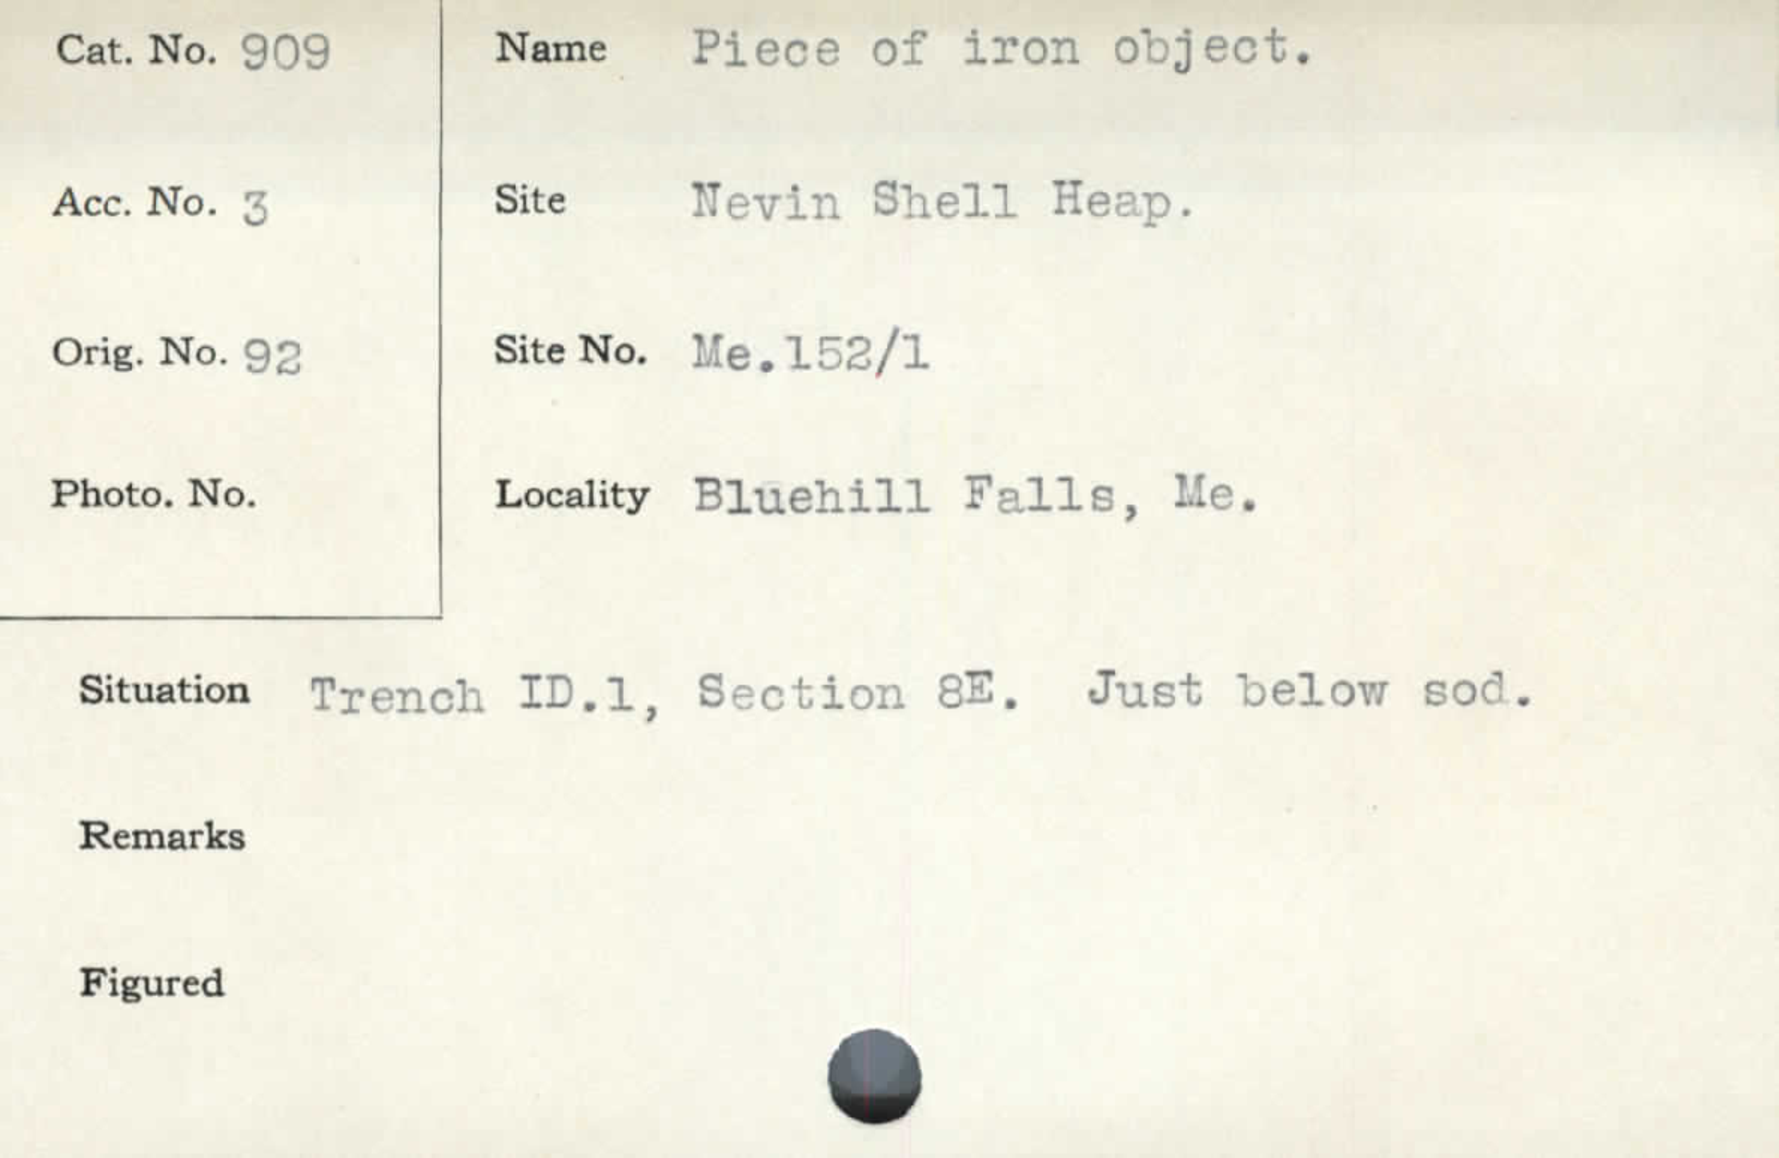 Cat. No. 909
Name Piece of iron object.
Acc. No. 3
Site Nevin Shell Heap.
Orig. No. 92
Site No. Me.152/1
Photo. No.
Locality Bluehill Falls, Me.
Situation Trench ID.1, Section 8E. Just below sod.
Remarks
Figured